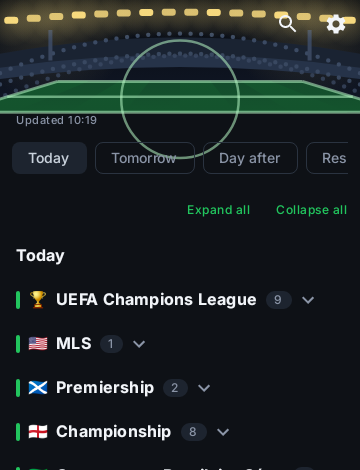 Updated 10:19
Today Tomorrow Day after Res
Expand all Collapse all
Today
UEFA Champions League 9
MLS 1
Premiership 2
Championship 8